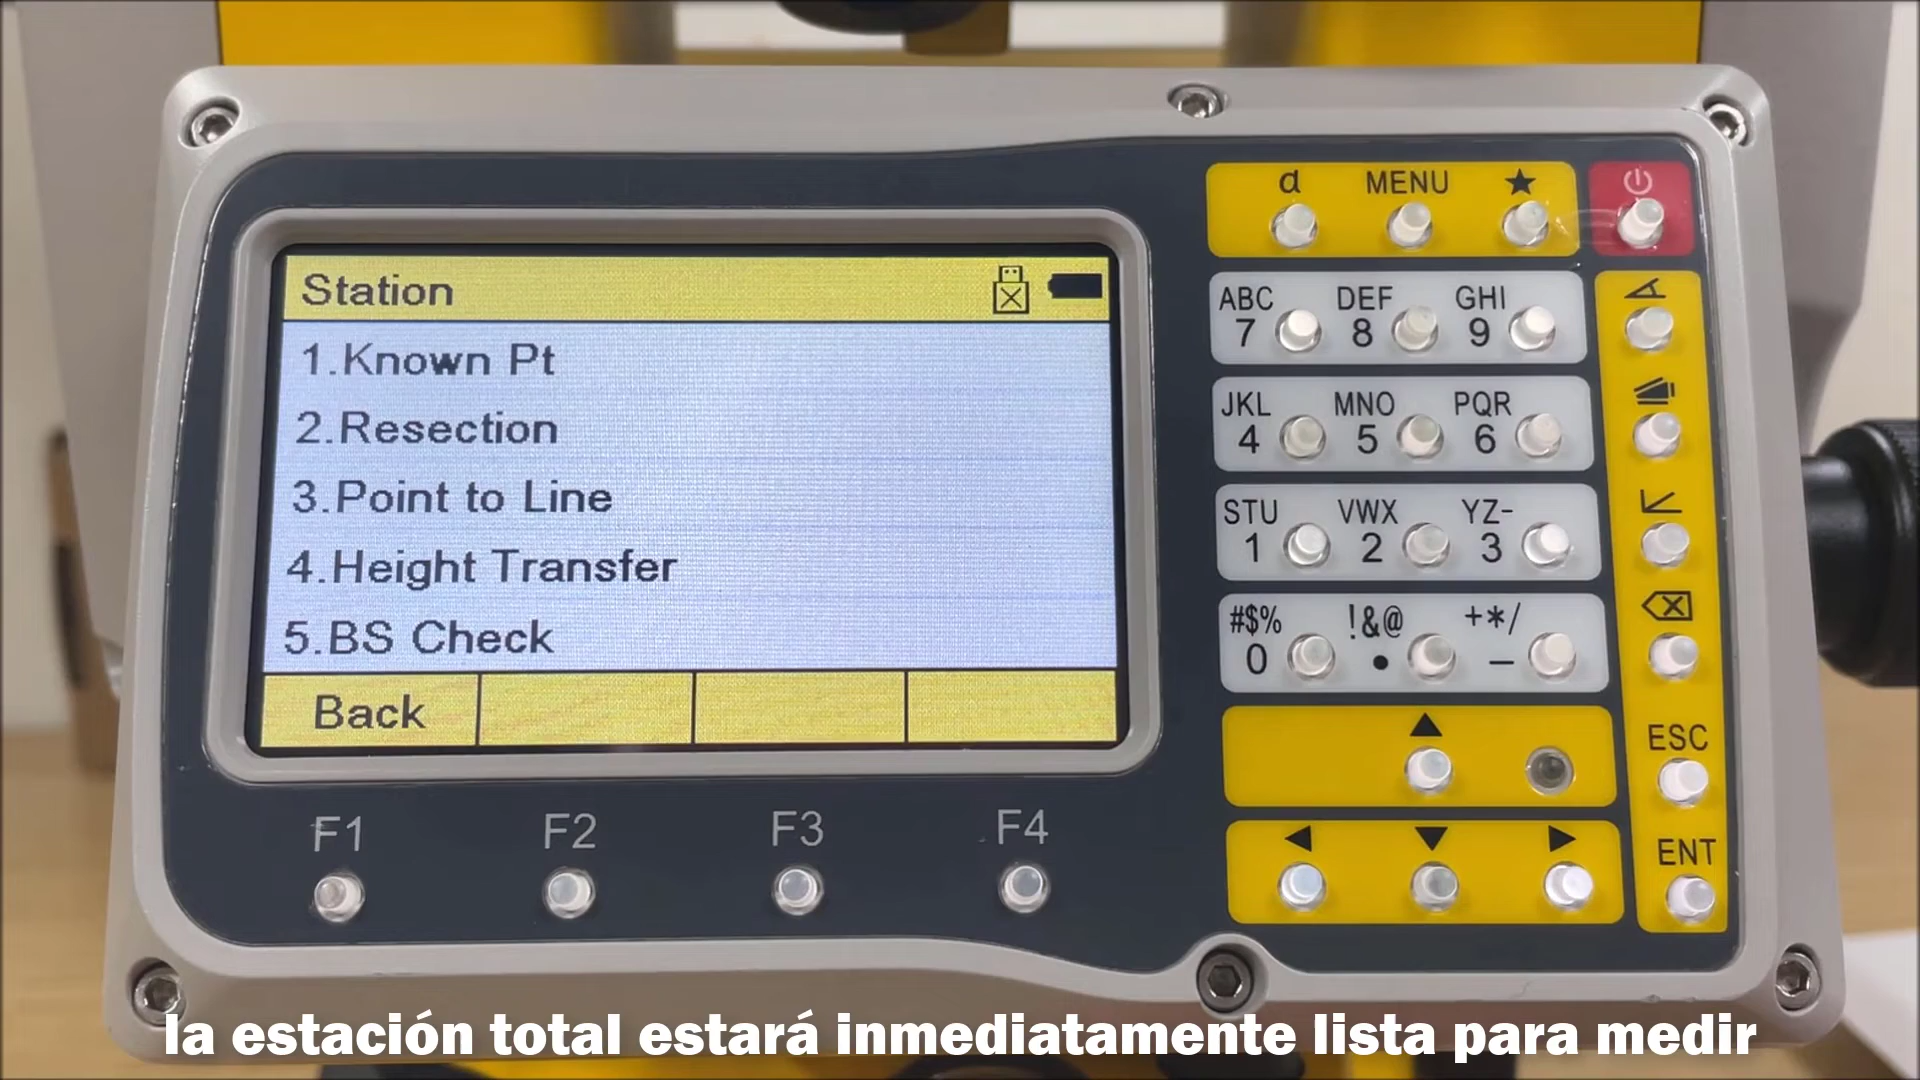 Station
1.Known Pt
2.Resection
3.Point to Line
4.Height Transfer
5.BS Check
Back
F1 F2 F3 F4
α MENU ★
ABC 7 DEF 8 GHI 9
JKL 4 MNO 5 PQR 6
STU 1 VWX 2 YZ- 3
#$% 0 !&@ • +*/ –
ESC
ENT
la estación total estará inmediatamente lista para medir